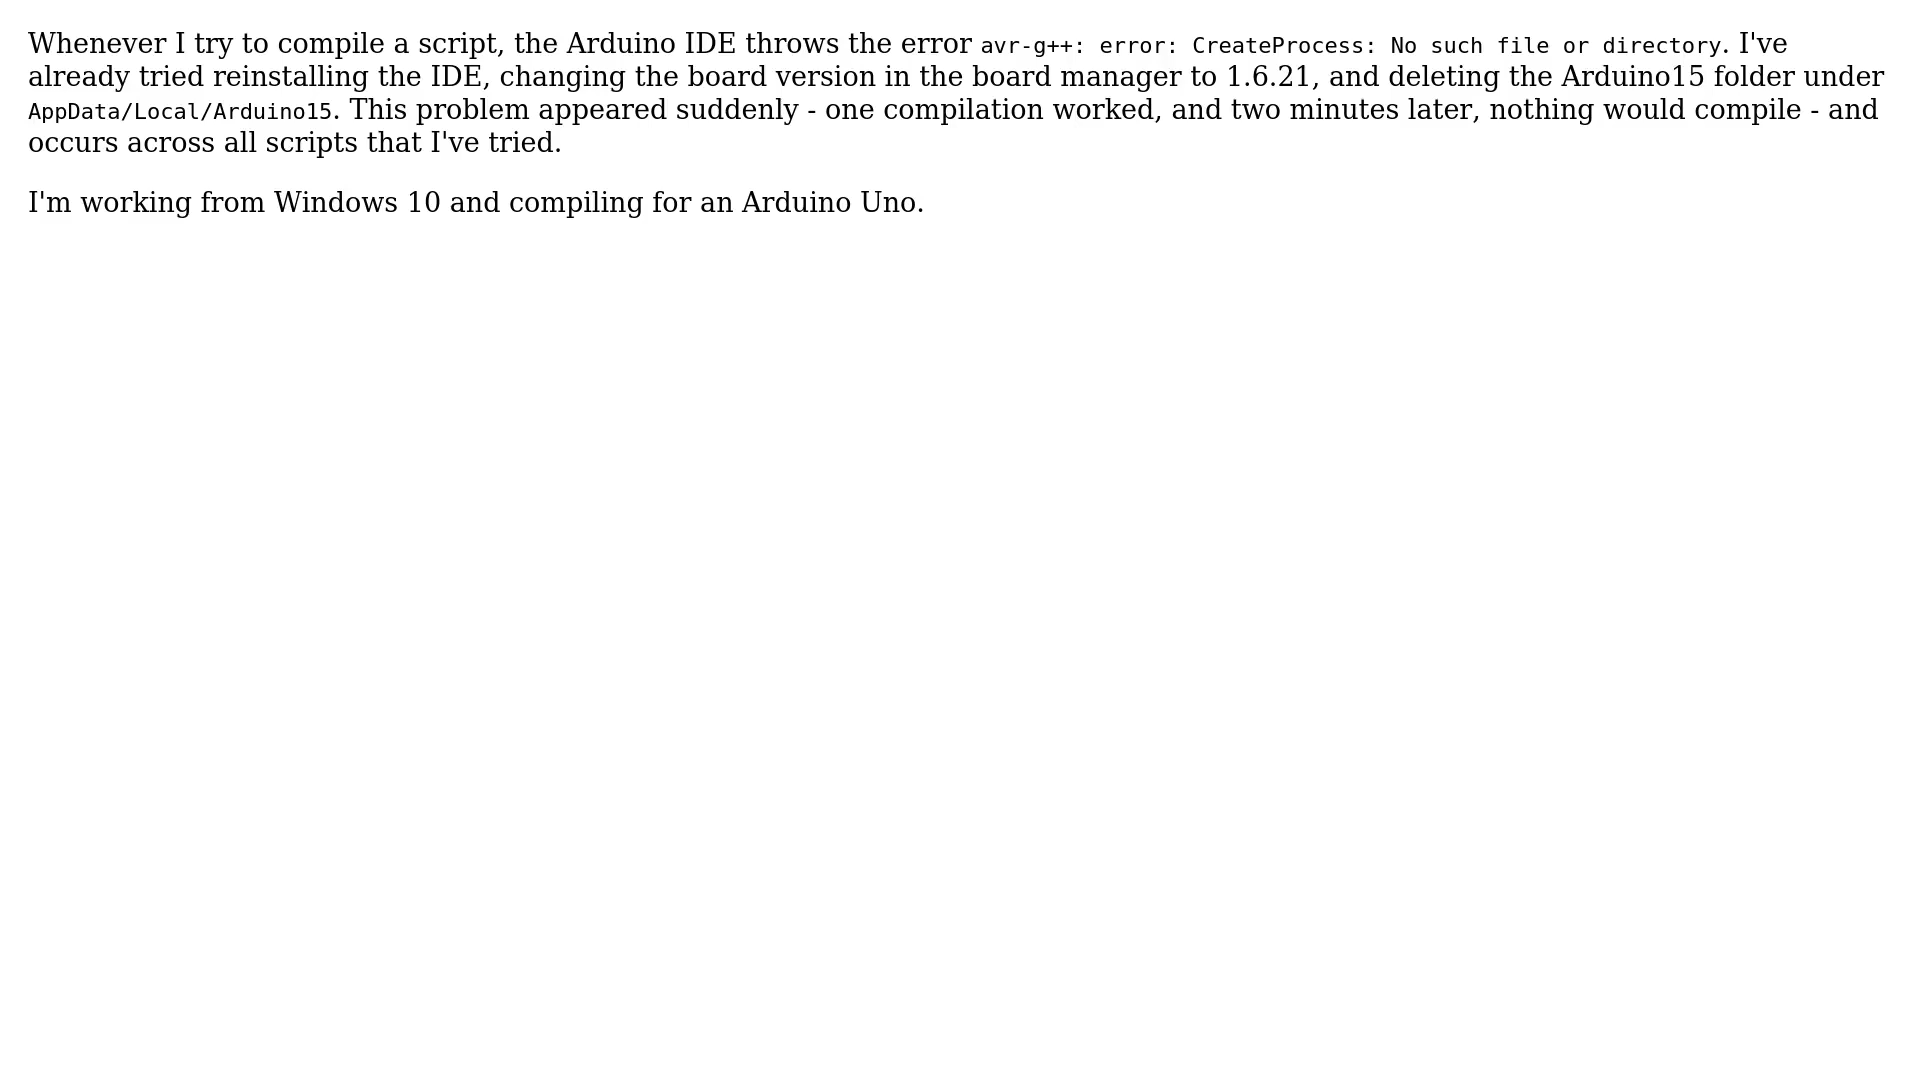 Whenever I try to compile a script, the Arduino IDE throws the error avr-g++: error: CreateProcess: No such file or directory. I've
already tried reinstalling the IDE, changing the board version in the board manager to 1.6.21, and deleting the Arduino15 folder under
AppData/Local/Arduino15. This problem appeared suddenly - one compilation worked, and two minutes later, nothing would compile - and
occurs across all scripts that I've tried.
I'm working from Windows 10 and compiling for an Arduino Uno.